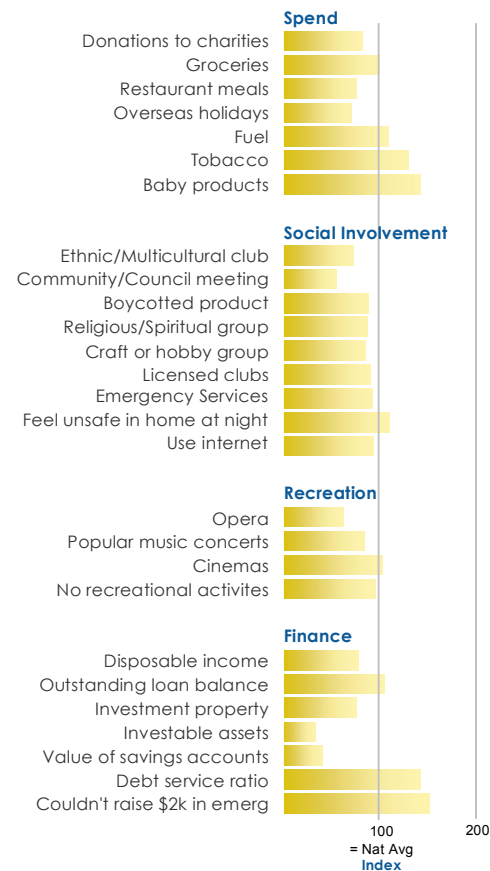 Spend
Donations to charities
Groceries
Restaurant meals
Overseas holidays
Fuel
Tobacco
Baby products
Social Involvement
Ethnic/Multicultural club
Community/Council meeting
Boycotted product
Religious/Spiritual group
Craft or hobby group
Licensed clubs
Emergency Services
Feel unsafe in home at night
Use internet
Recreation
Opera
Popular music concerts
Cinemas
No recreational activites
Finance
Disposable income
Outstanding loan balance
Investment property
Investable assets
Value of savings accounts
Debt service ratio
Couldn't raise $2k in emerg
100 200
= Nat Avg
Index